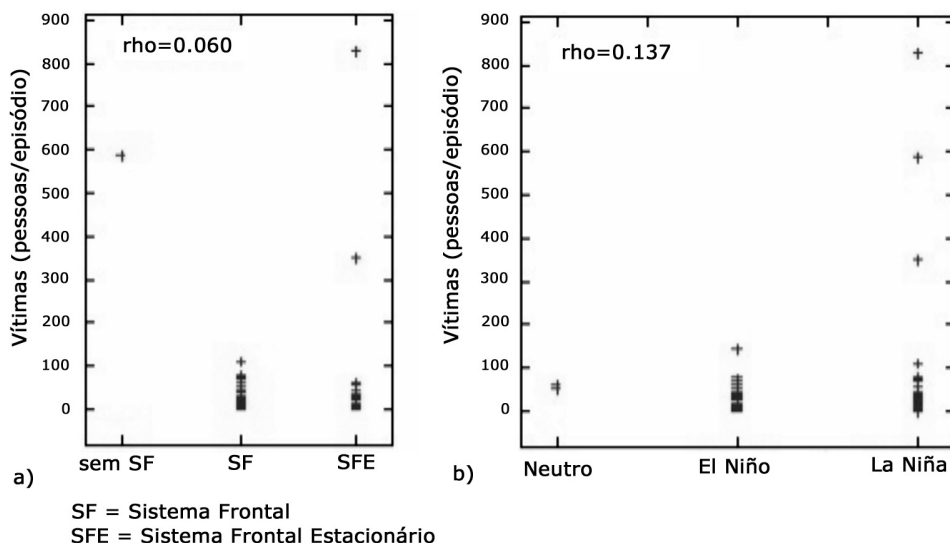 900
800
700
600
500
400
300
200
100
0
Vítimas (pessoas/episódio)
rho=0.060
sem SF SF SFE
a)
900
800
700
600
500
400
300
200
100
0
Vítimas (pessoas/episódio)
rho=0.137
Neutro El Niño La Niña
b)
SF = Sistema Frontal
SFE = Sistema Frontal Estacionário